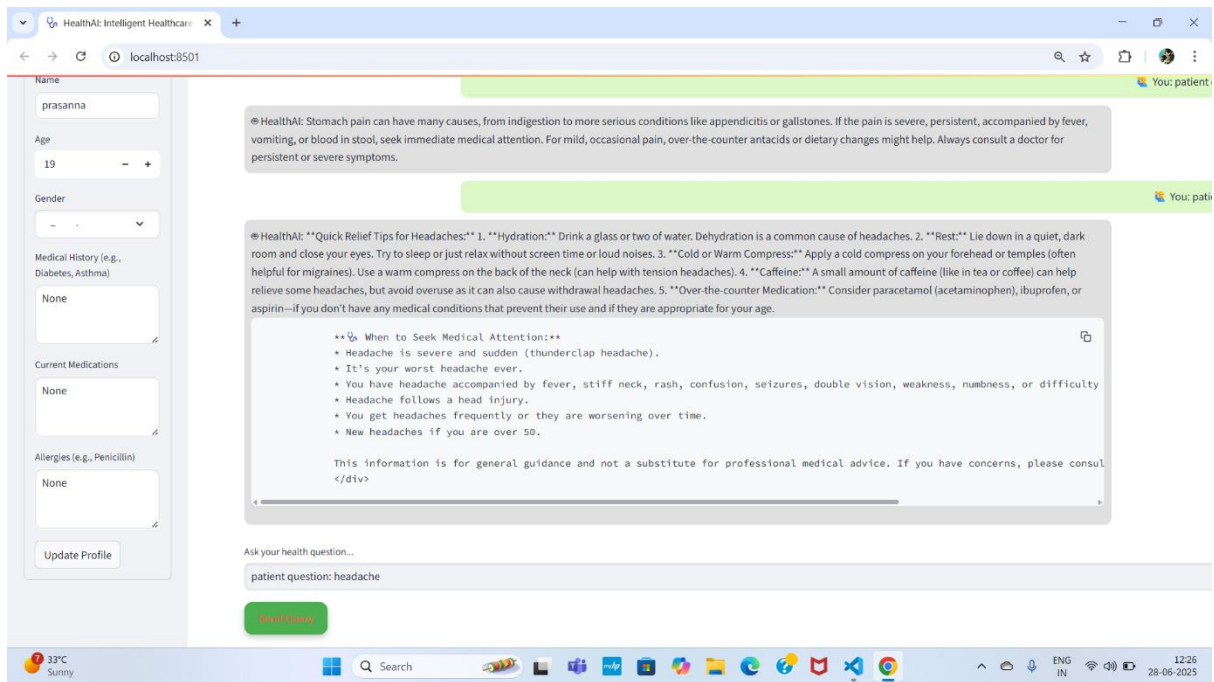 HealthAI: Intelligent Healthcare
localhost:8501
Name
prasanna
Age
19 - +
Gender
Medical History (e.g.,
Diabetes, Asthma)
None
Current Medications
None
Allergies (e.g., Penicillin)
None
Update Profile
You: patient
HealthAI: Stomach pain can have many causes, from indigestion to more serious conditions like appendicitis or gallstones. If the pain is severe, persistent, accompanied by fever,
vomiting, or blood in stool, seek immediate medical attention. For mild, occasional pain, over-the-counter antacids or dietary changes might help. Always consult a doctor for
persistent or severe symptoms.
You: pati
HealthAI: **Quick Relief Tips for Headaches:** 1. **Hydration:** Drink a glass or two of water. Dehydration is a common cause of headaches. 2. **Rest:** Lie down in a quiet, dark
room and close your eyes. Try to sleep or just relax without screen time or loud noises. 3. **Cold or Warm Compress:** Apply a cold compress on your forehead or temples (often
helpful for migraines). Use a warm compress on the back of the neck (can help with tension headaches). 4. **Caffeine:** A small amount of caffeine (like in tea or coffee) can help
relieve some headaches, but avoid overuse as it can also cause withdrawal headaches. 5. **Over-the-counter Medication:** Consider paracetamol (acetaminophen), ibuprofen, or
aspirin—if you don't have any medical conditions that prevent their use and if they are appropriate for your age.
** When to Seek Medical Attention:**
* Headache is severe and sudden (thunderclap headache).
* It's your worst headache ever.
* You have headache accompanied by fever, stiff neck, rash, confusion, seizures, double vision, weakness, numbness, or difficulty
* Headache follows a head injury.
* You get headaches frequently or they are worsening over time.
* New headaches if you are over 50.
This information is for general guidance and not a substitute for professional medical advice. If you have concerns, please consul
</div>
Ask your health question...
patient question: headache
Send Query
7
33°C
Sunny
Search
ENG
IN
12:26
28-06-2025